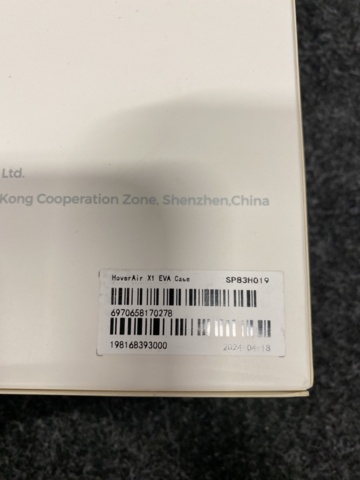 Ltd.
Kong Cooperation Zone, Shenzhen,China
HoverAir X1 EVA Case SP83H019
6970658170278
198168393000 2024-04-18